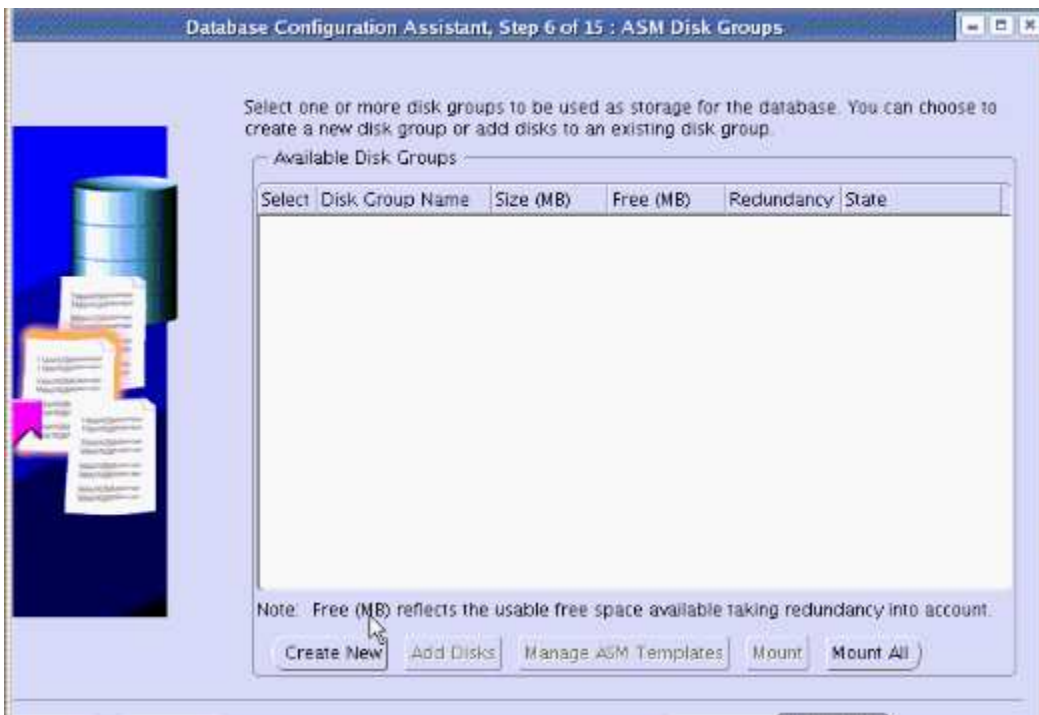 Database Configuration Assistant, Step 6 of 15 : ASM Disk Groups
Select one or more disk groups to be used as storage for the database. You can choose to
create a new disk group or add disks to an existing disk group.
Available Disk Groups
Select Disk Group Name Size (MB) Free (MB) Redundancy State
Note: Free (MB) reflects the usable free space available taking redundancy into account.
Create New Add Disks Manage ASM Templates Mount Mount All